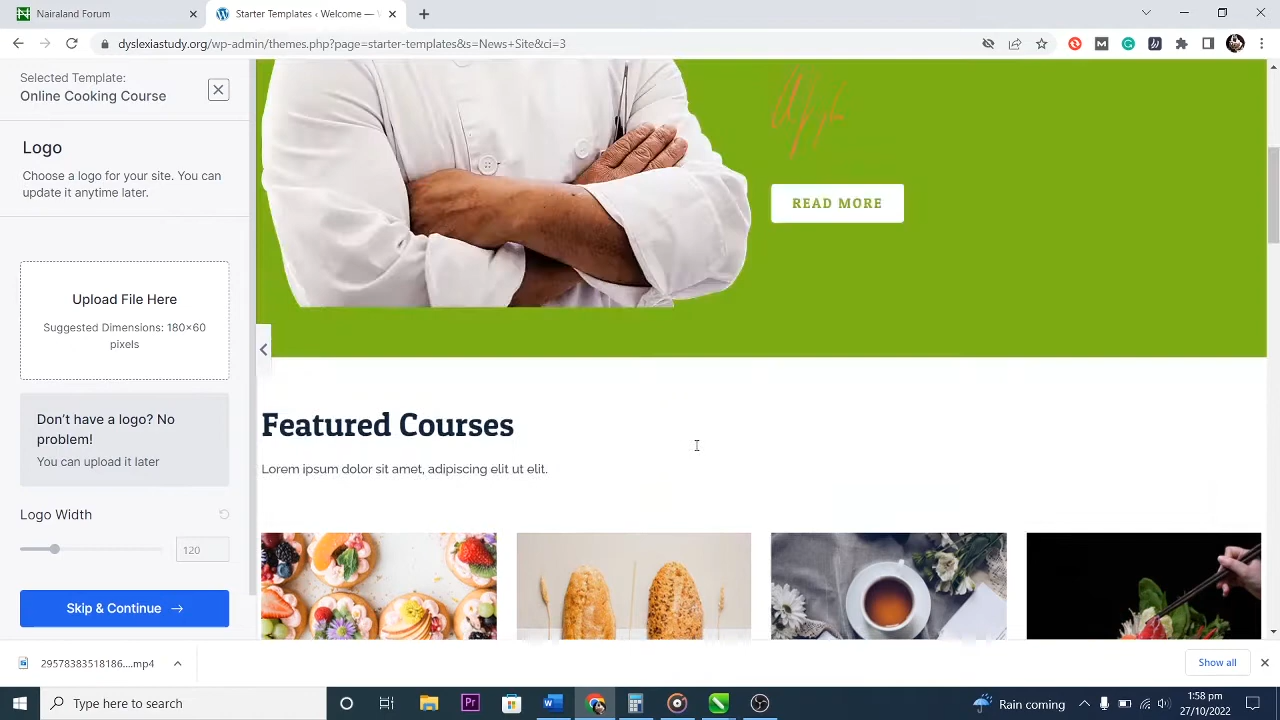 Nairaland Forum
Starter Templates ‹ Welcome —
dyslexiastudy.org/wp-admin/themes.php?page=starter-templates&s=News+Site&ci=3
Selected Template:
Online Cooking Course
Logo
Choose a logo for your site. You can
update it anytime later.
Upload File Here
Suggested Dimensions: 180×60
pixels
Don't have a logo? No
problem!
You can upload it later
Logo Width
120
Skip & Continue →
READ MORE
Featured Courses
Lorem ipsum dolor sit amet, adipiscing elit ut elit.
29578383518186....mp4
Show all
Type here to search
Rain coming
1:58 pm
27/10/2022